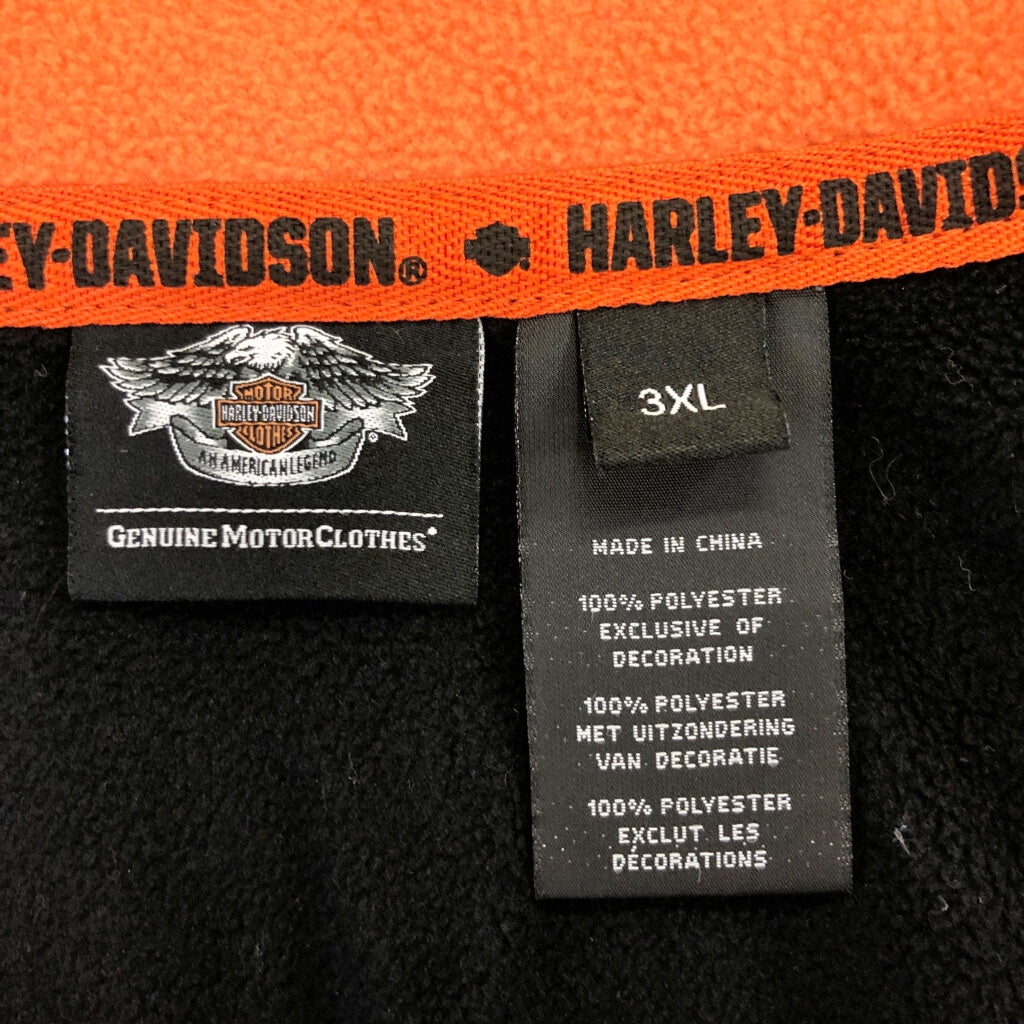 EY-DAVIDSON®
HARLEY-DAVIDS
MOTOR
HARLEY-DAVIDSON
CLOTHES
®
AN AMERICAN LEGEND
GENUINE MOTORCLOTHES®
3XL
MADE IN CHINA
100% POLYESTER
EXCLUSIVE OF
DECORATION
100% POLYESTER
MET UITZONDERING
VAN DECORATIE
100% POLYESTER
EXCLUT LES
DÉCORATIONS